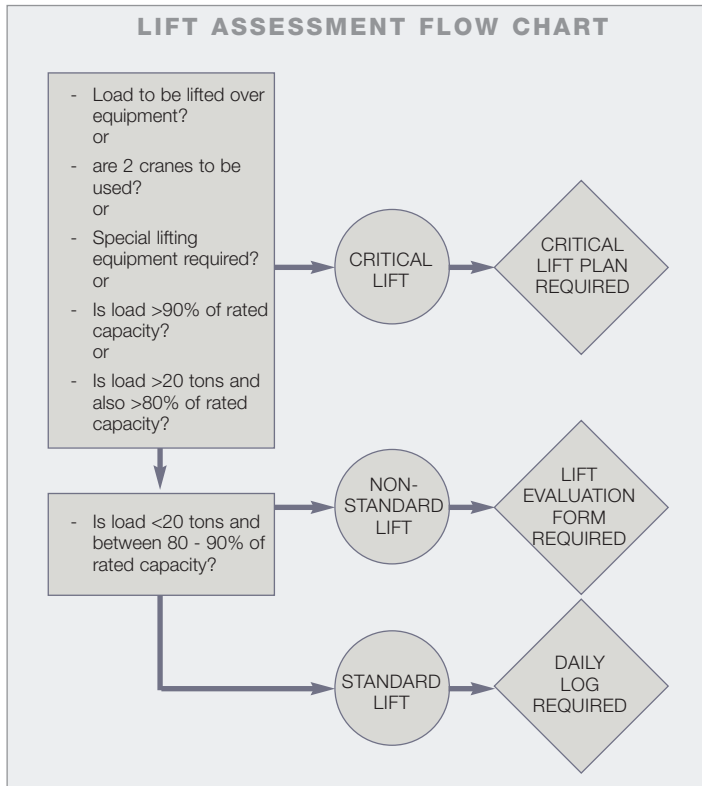 LIFT ASSESSMENT FLOW CHART
- Load to be lifted over
equipment?
or
- are 2 cranes to be
used?
or
- Special lifting
equipment required?
or
- Is load >90% of rated
capacity?
or
- Is load >20 tons and
also >80% of rated
capacity?
CRITICAL
LIFT
CRITICAL
LIFT PLAN
REQUIRED
- Is load <20 tons and
between 80 - 90% of
rated capacity?
NON-
STANDARD
LIFT
LIFT
EVALUATION
FORM
REQUIRED
STANDARD
LIFT
DAILY
LOG
REQUIRED